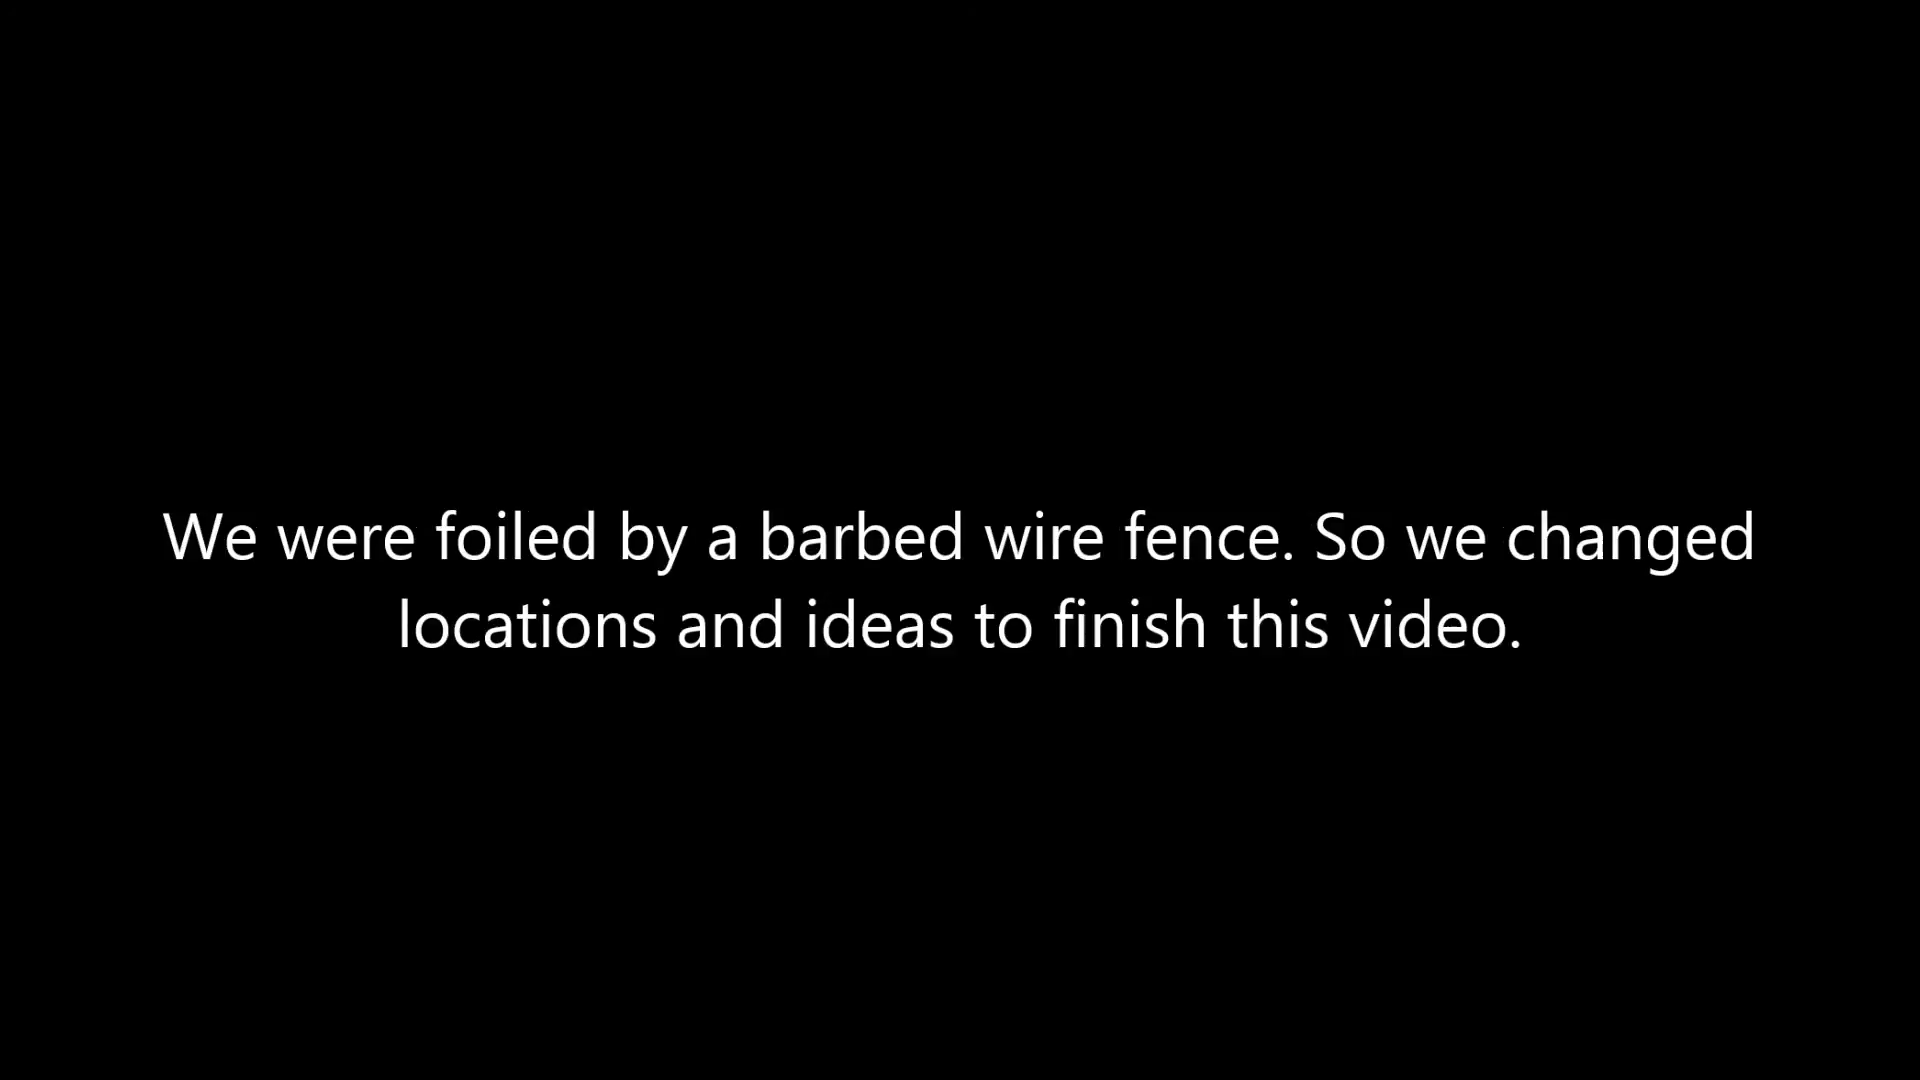 We were foiled by a barbed wire fence. So we changed
locations and ideas to finish this video.